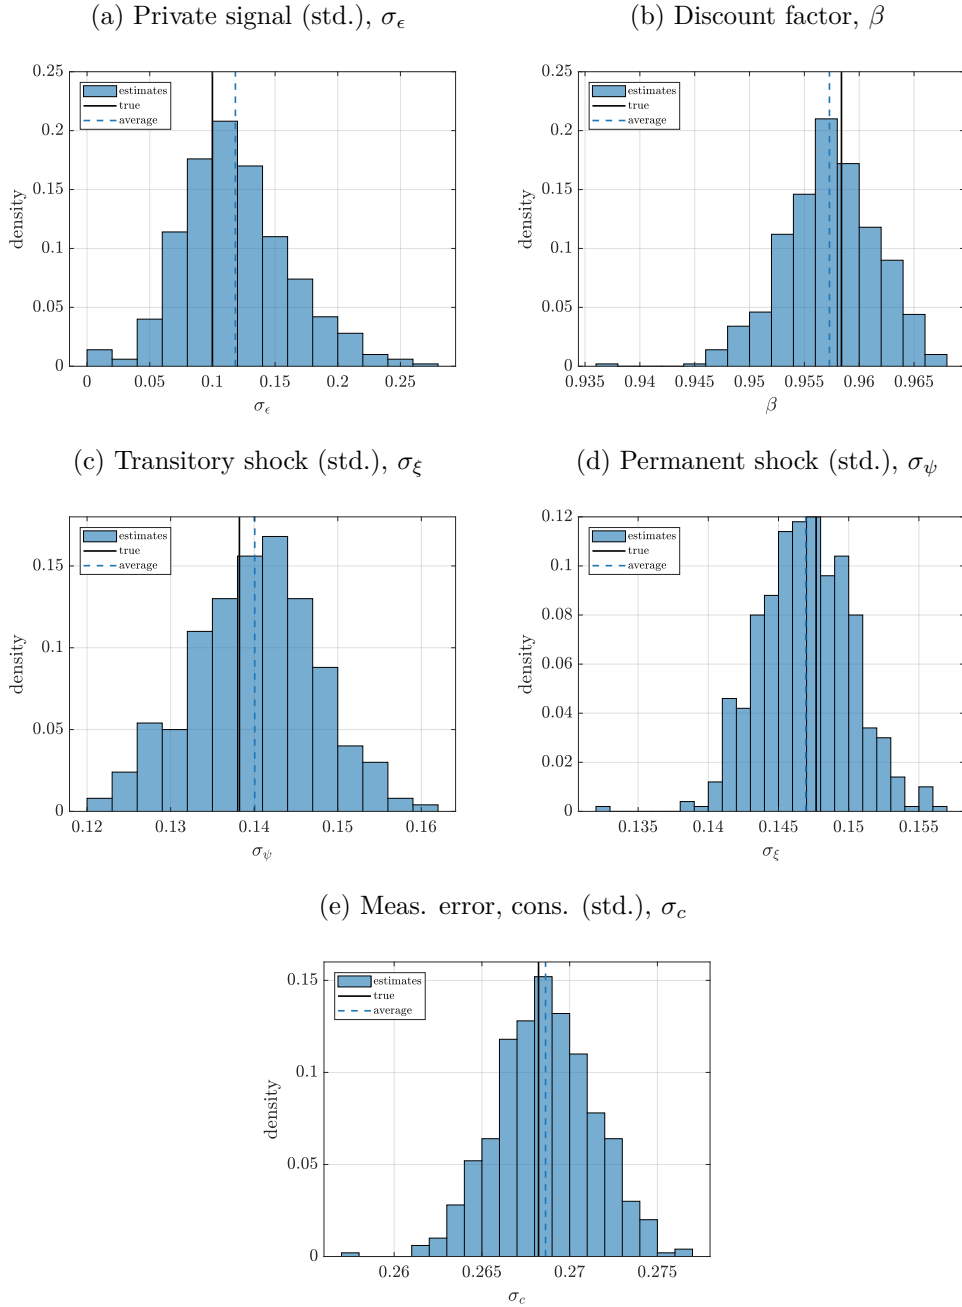 (a) Private signal (std.), σ_ϵ
(b) Discount factor, β
0.25
0.2
0.15
0.1
0.05
0
density
estimates
true
average
0
0.05
0.1
0.15
0.2
0.25
σ_ϵ
0.25
0.2
0.15
0.1
0.05
0
density
estimates
true
average
0.935
0.94
0.945
0.95
0.955
0.96
0.965
β
(c) Transitory shock (std.), σ_ξ
(d) Permanent shock (std.), σ_ψ
0.15
0.1
0.05
0
density
estimates
true
average
0.12
0.13
0.14
0.15
0.16
σ_ψ
0.12
0.1
0.08
0.06
0.04
0.02
0
density
estimates
true
average
0.135
0.14
0.145
0.15
0.155
σ_ξ
(e) Meas. error, cons. (std.), σ_c
0.15
0.1
0.05
0
density
estimates
true
average
0.26
0.265
0.27
0.275
σ_c